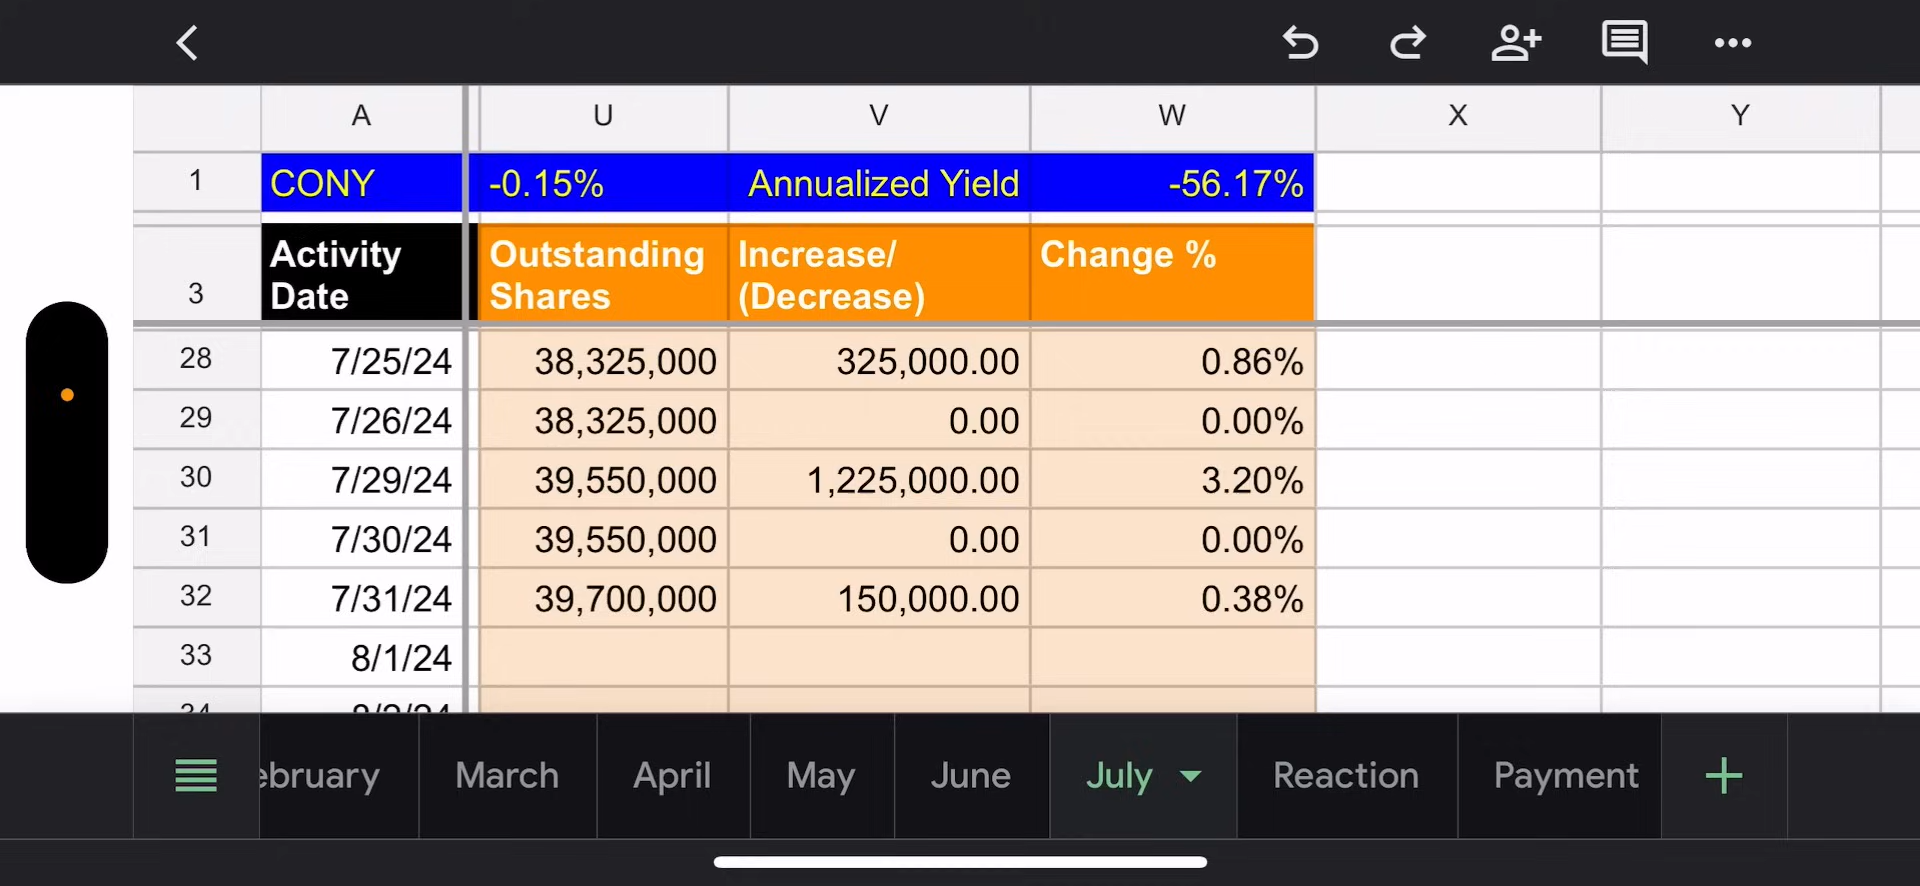 A U V W X Y
1 CONY -0.15% Annualized Yield -56.17%
3 Activity Date Outstanding Shares Increase/ (Decrease) Change %
28 7/25/24 38,325,000 325,000.00 0.86%
29 7/26/24 38,325,000 0.00 0.00%
30 7/29/24 39,550,000 1,225,000.00 3.20%
31 7/30/24 39,550,000 0.00 0.00%
32 7/31/24 39,700,000 150,000.00 0.38%
33 8/1/24
ebruary March April May June July Reaction Payment